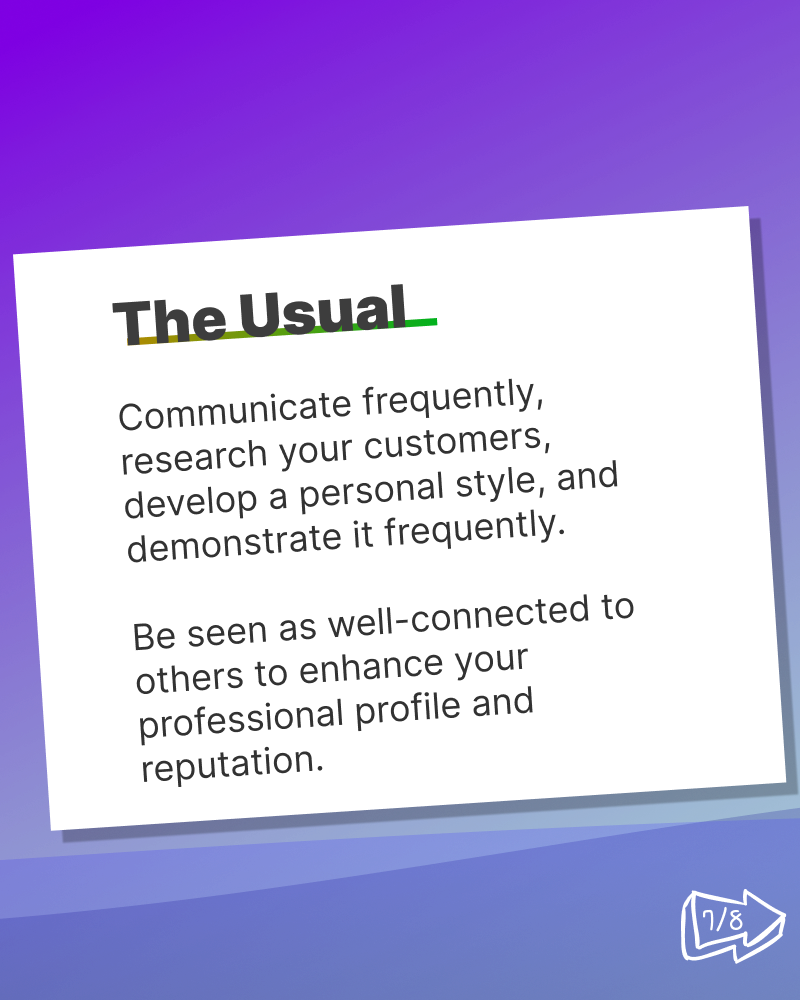 The Usual
Communicate frequently,
research your customers,
develop a personal style, and
demonstrate it frequently.
Be seen as well-connected to
others to enhance your
professional profile and
reputation.
7/8